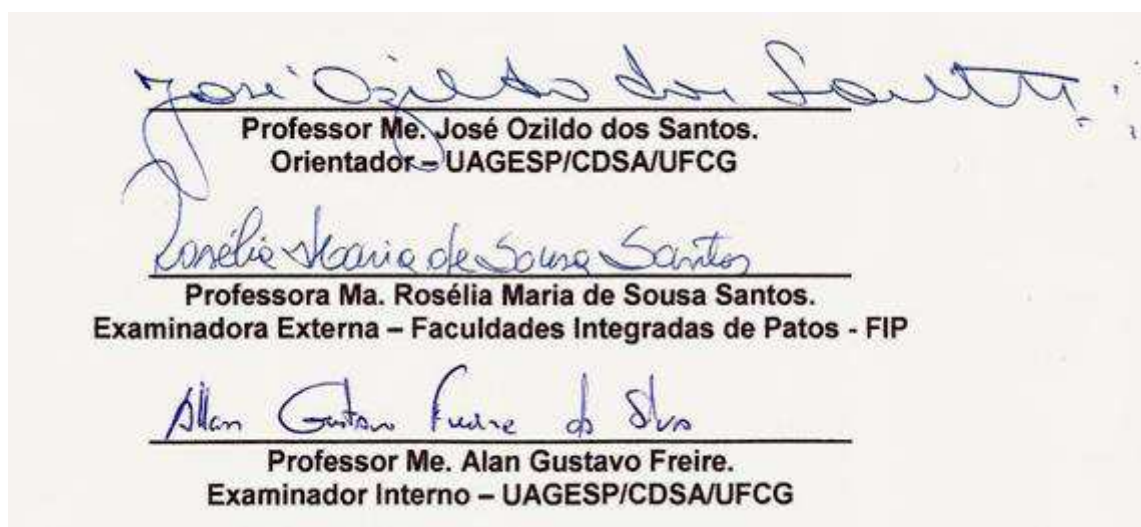 José Ozildo dos Santos
Professor Me. José Ozildo dos Santos.
Orientador – UAGESP/CDSA/UFCG
Rosélia Maria de Sousa Santos
Professora Ma. Rosélia Maria de Sousa Santos.
Examinadora Externa – Faculdades Integradas de Patos - FIP
Allan Gustavo Freire da Silva
Professor Me. Alan Gustavo Freire.
Examinador Interno – UAGESP/CDSA/UFCG